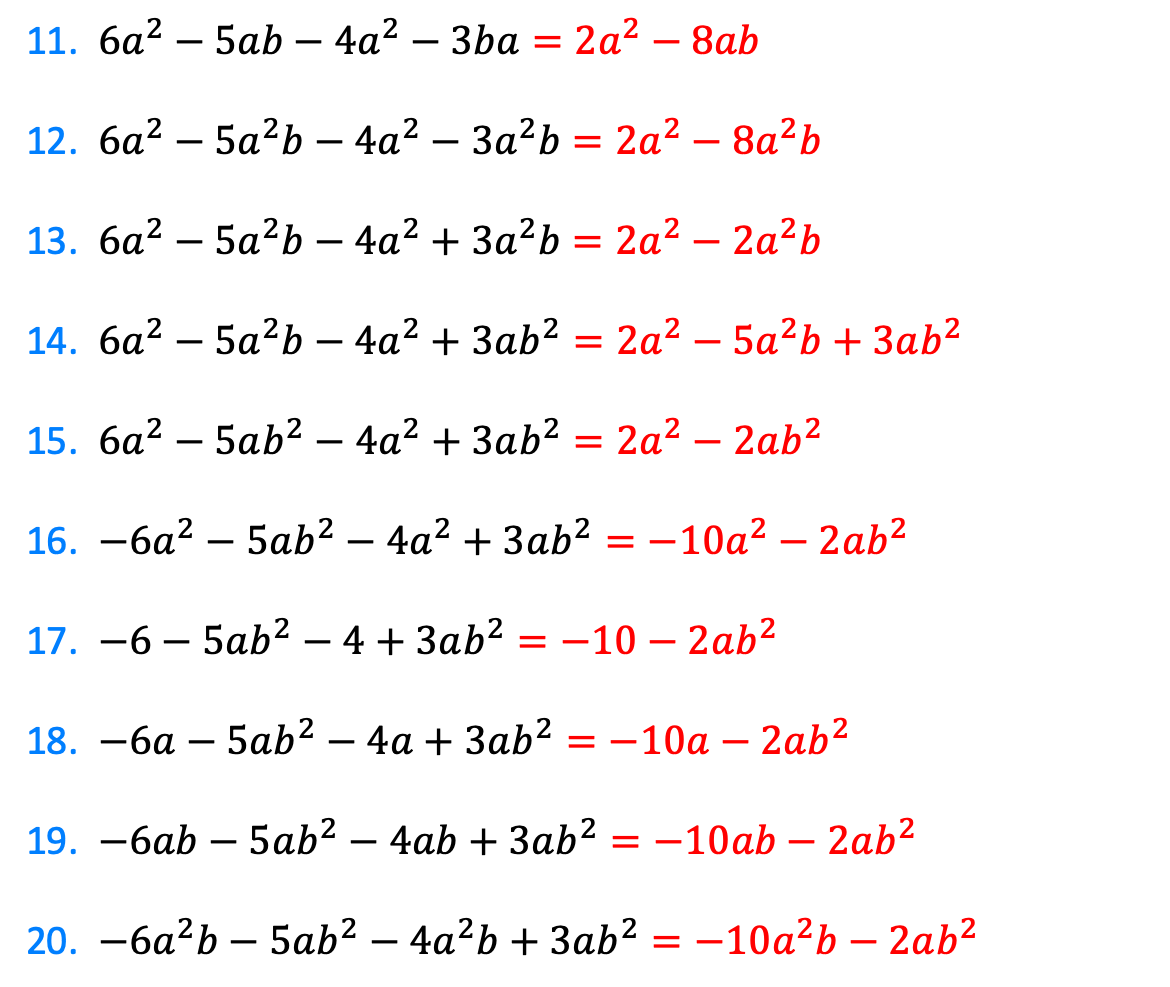 11. 6a² − 5ab − 4a² − 3ba = 2a² − 8ab
12. 6a² − 5a²b − 4a² − 3a²b = 2a² − 8a²b
13. 6a² − 5a²b − 4a² + 3a²b = 2a² − 2a²b
14. 6a² − 5a²b − 4a² + 3ab² = 2a² − 5a²b + 3ab²
15. 6a² − 5ab² − 4a² + 3ab² = 2a² − 2ab²
16. −6a² − 5ab² − 4a² + 3ab² = −10a² − 2ab²
17. −6 − 5ab² − 4 + 3ab² = −10 − 2ab²
18. −6a − 5ab² − 4a + 3ab² = −10a − 2ab²
19. −6ab − 5ab² − 4ab + 3ab² = −10ab − 2ab²
20. −6a²b − 5ab² − 4a²b + 3ab² = −10a²b − 2ab²